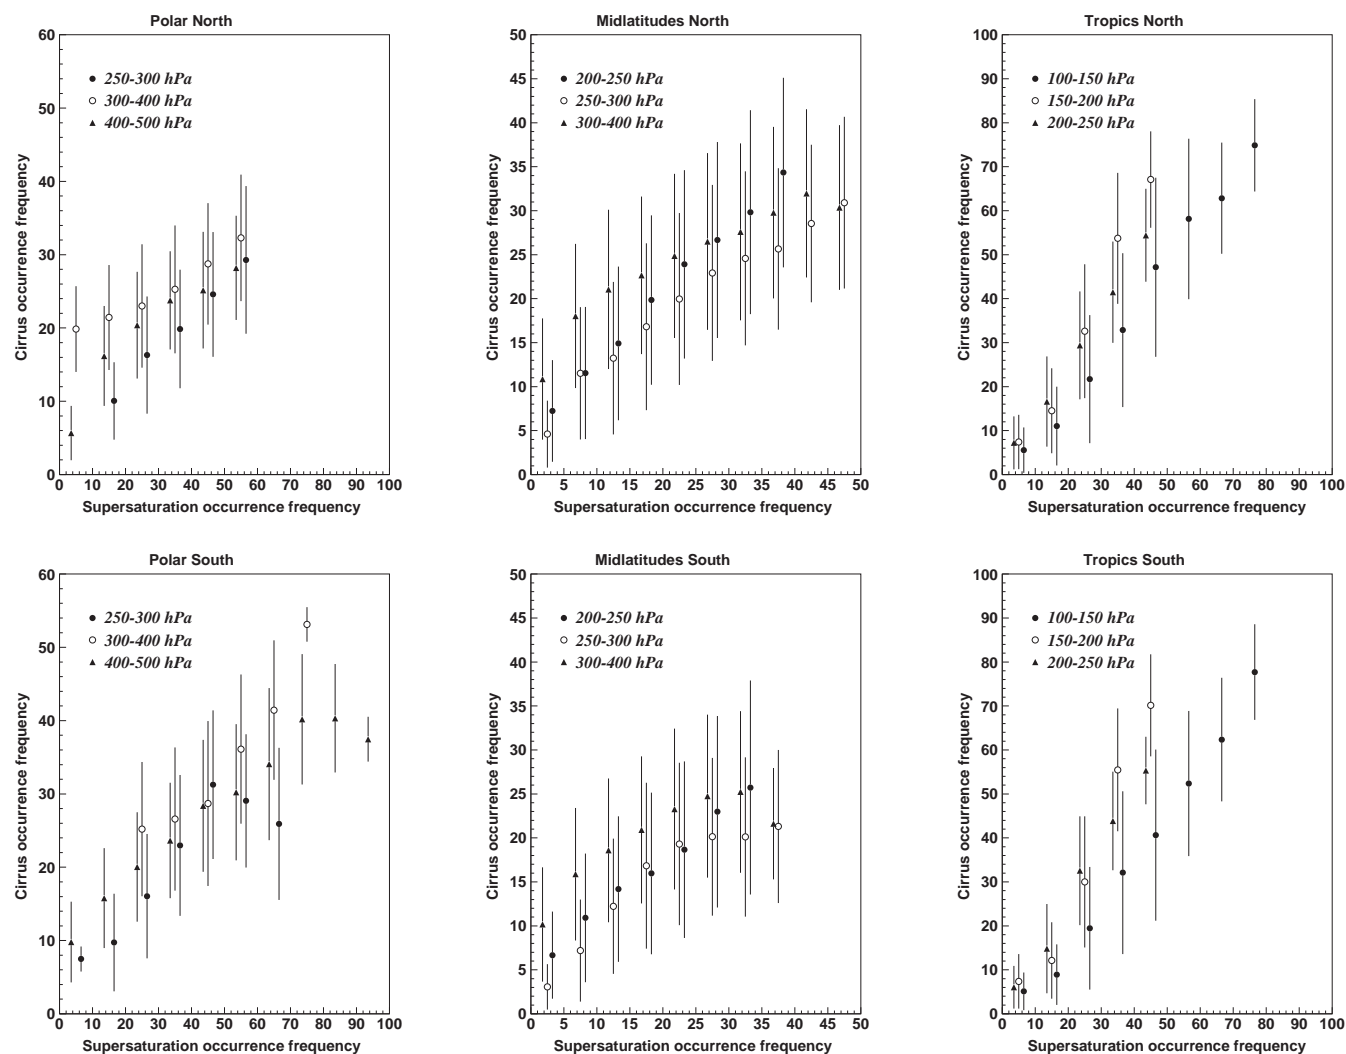 Polar North
60
50
40
30
20
10
0
Cirrus occurrence frequency
250-300 hPa
300-400 hPa
400-500 hPa
0 10 20 30 40 50 60 70 80 90 100
Supersaturation occurrence frequency
Midlatitudes North
50
45
40
35
30
25
20
15
10
5
0
Cirrus occurrence frequency
200-250 hPa
250-300 hPa
300-400 hPa
0 5 10 15 20 25 30 35 40 45 50
Supersaturation occurrence frequency
Tropics North
100
90
80
70
60
50
40
30
20
10
0
Cirrus occurrence frequency
100-150 hPa
150-200 hPa
200-250 hPa
0 10 20 30 40 50 60 70 80 90 100
Supersaturation occurrence frequency
Polar South
60
50
40
30
20
10
0
Cirrus occurrence frequency
250-300 hPa
300-400 hPa
400-500 hPa
0 10 20 30 40 50 60 70 80 90 100
Supersaturation occurrence frequency
Midlatitudes South
50
45
40
35
30
25
20
15
10
5
0
Cirrus occurrence frequency
200-250 hPa
250-300 hPa
300-400 hPa
0 5 10 15 20 25 30 35 40 45 50
Supersaturation occurrence frequency
Tropics South
100
90
80
70
60
50
40
30
20
10
0
Cirrus occurrence frequency
100-150 hPa
150-200 hPa
200-250 hPa
0 10 20 30 40 50 60 70 80 90 100
Supersaturation occurrence frequency